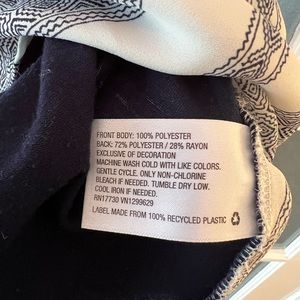 FRONT BODY: 100% POLYESTER
BACK: 72% POLYESTER / 28% RAYON
EXCLUSIVE OF DECORATION
MACHINE WASH COLD WITH LIKE COLORS.
GENTLE CYCLE. ONLY NON-CHLORINE
BLEACH IF NEEDED. TUMBLE DRY LOW.
COOL IRON IF NEEDED.
RN17730 VN1299629
LABEL MADE FROM 100% RECYCLED PLASTIC